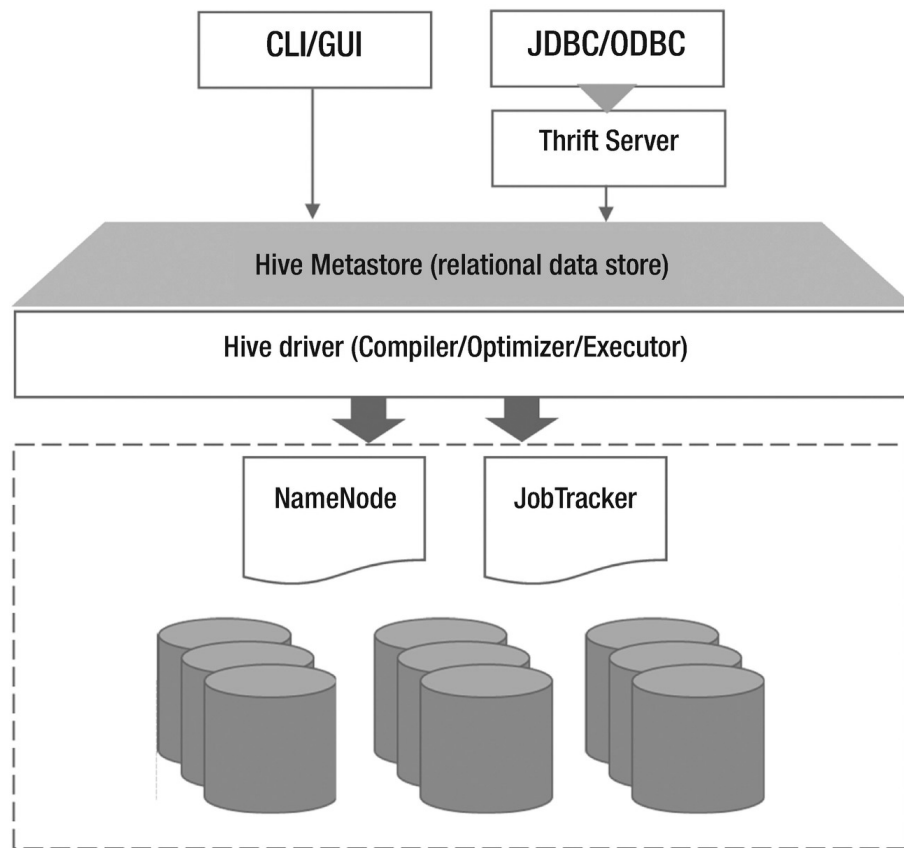 CLI/GUI
JDBC/ODBC
Thrift Server
Hive Metastore (relational data store)
Hive driver (Compiler/Optimizer/Executor)
NameNode
JobTracker